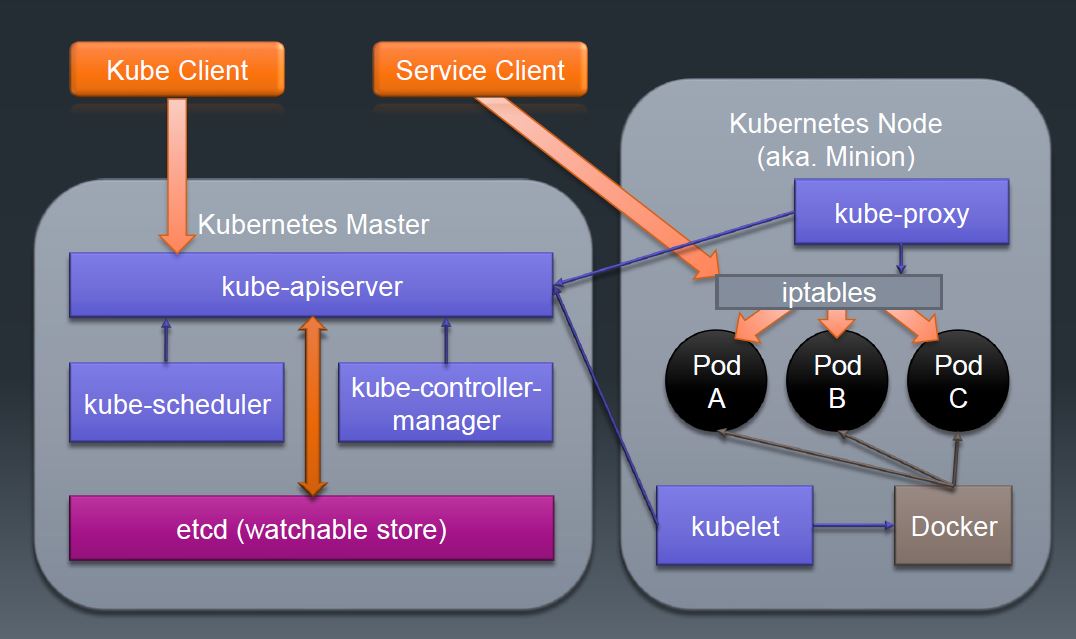 Kube Client
Service Client
Kubernetes Node
(aka. Minion)
kube-proxy
Kubernetes Master
kube-apiserver
iptables
Pod
A
Pod
B
Pod
C
kube-scheduler
kube-controller-
manager
etcd (watchable store)
kubelet
Docker